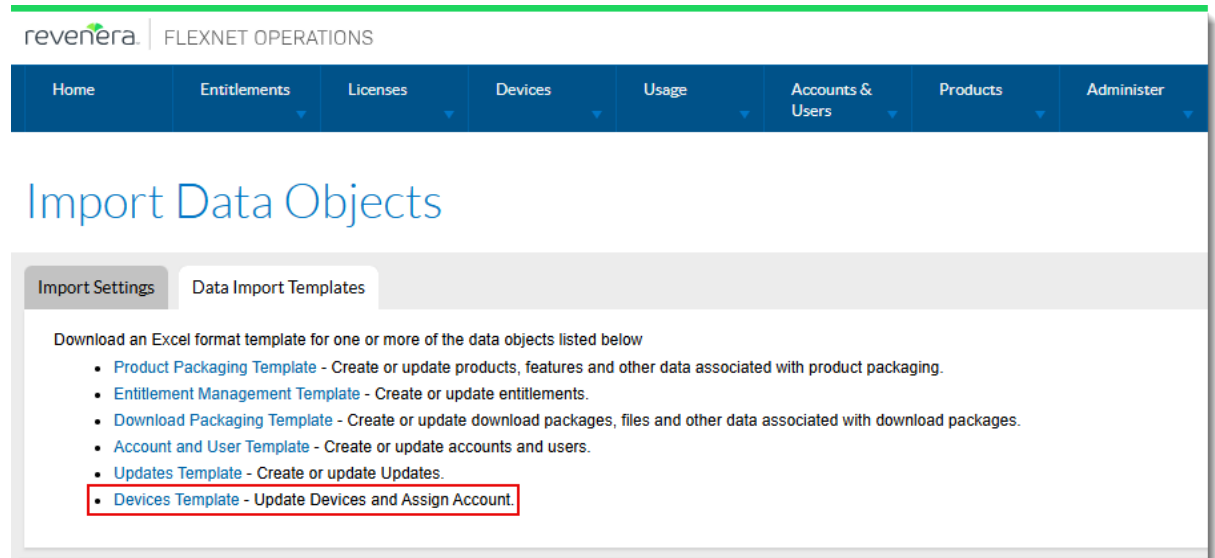 revenera. FLEXNET OPERATIONS
Home Entitlements Licenses Devices Usage Accounts & Users Products Administer
Import Data Objects
Import Settings Data Import Templates
Download an Excel format template for one or more of the data objects listed below
• Product Packaging Template - Create or update products, features and other data associated with product packaging.
• Entitlement Management Template - Create or update entitlements.
• Download Packaging Template - Create or update download packages, files and other data associated with download packages.
• Account and User Template - Create or update accounts and users.
• Updates Template - Create or update Updates.
• Devices Template - Update Devices and Assign Account.